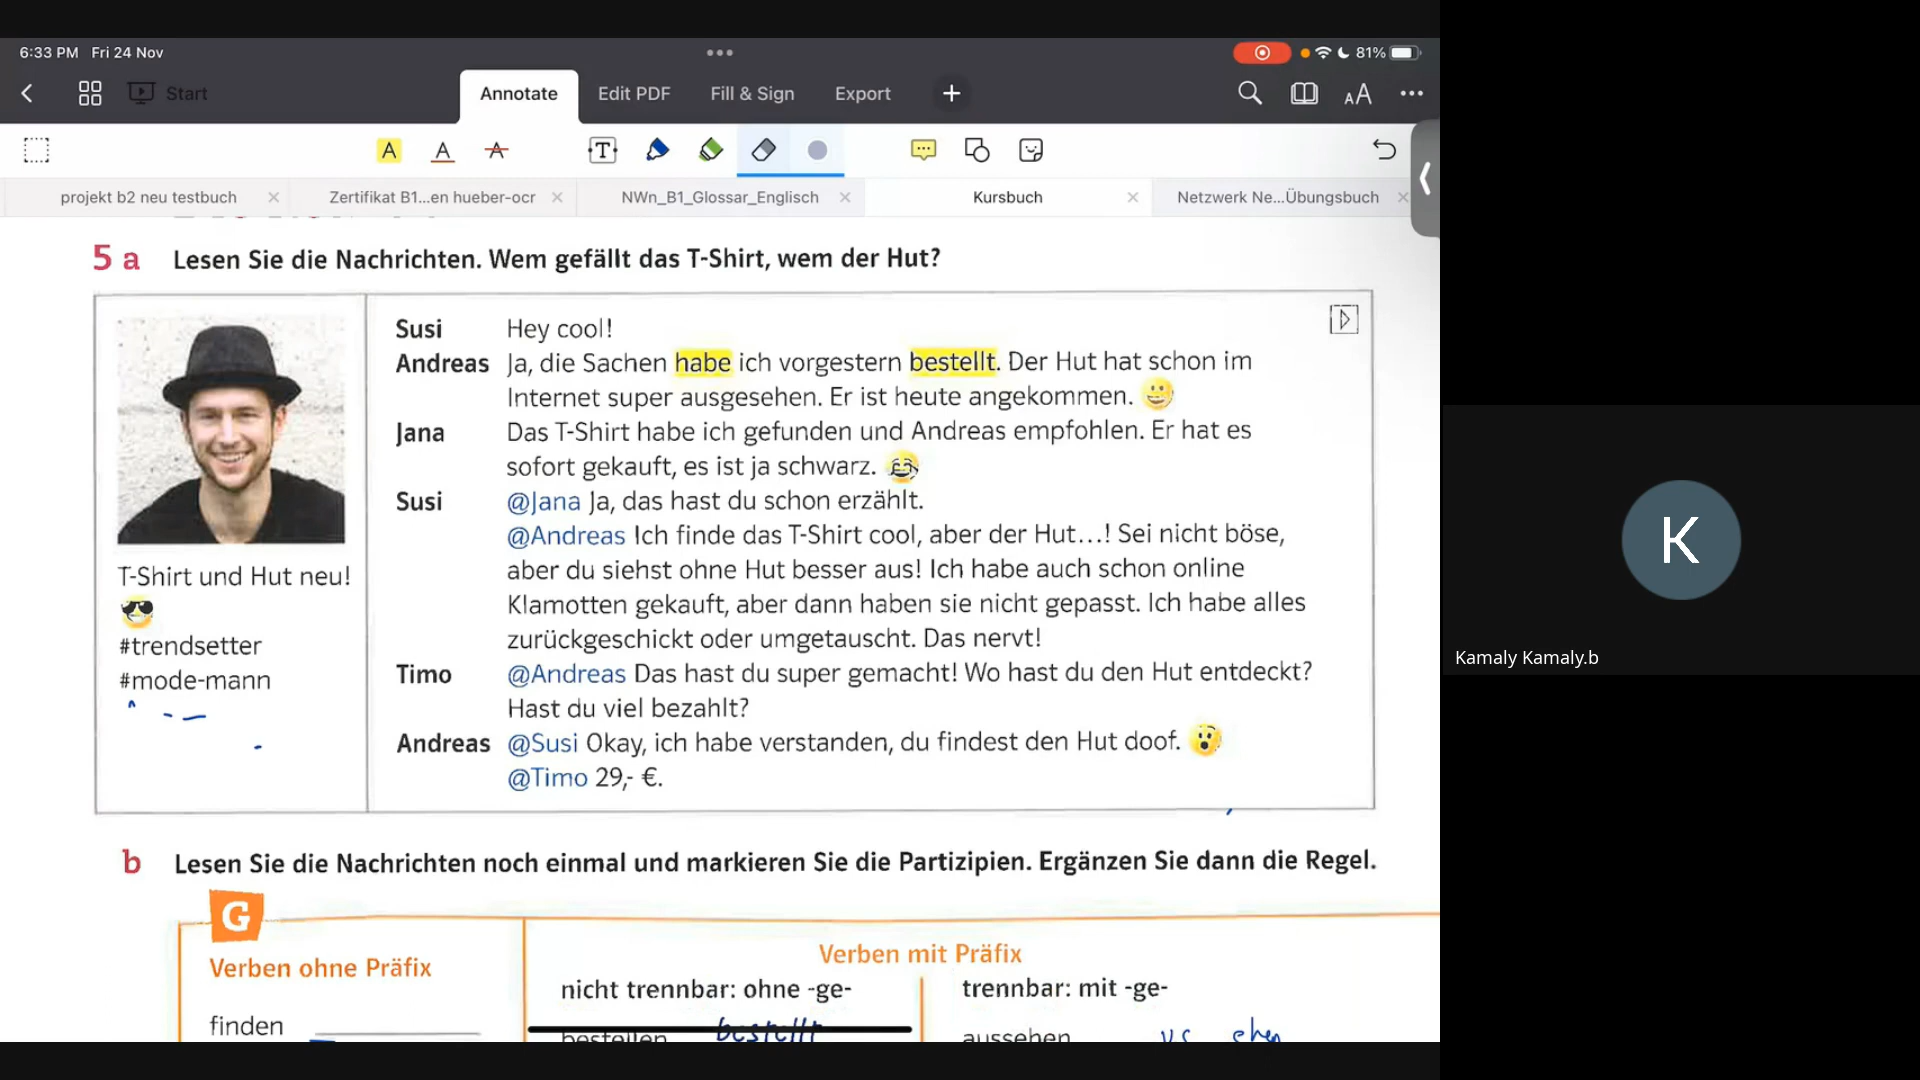 6:33 PM Fri 24 Nov
81%
Start
Annotate
Edit PDF
Fill & Sign
Export
projekt b2 neu testbuch
Zertifikat B1...en hueber-ocr
NWn_B1_Glossar_Englisch
Kursbuch
Netzwerk Ne...Übungsbuch
5 a Lesen Sie die Nachrichten. Wem gefällt das T-Shirt, wem der Hut?
T-Shirt und Hut neu!
#trendsetter
#mode-mann
Susi Hey cool!
Andreas Ja, die Sachen habe ich vorgestern bestellt. Der Hut hat schon im
Internet super ausgesehen. Er ist heute angekommen.
Jana Das T-Shirt habe ich gefunden und Andreas empfohlen. Er hat es
sofort gekauft, es ist ja schwarz.
Susi @Jana Ja, das hast du schon erzählt.
@Andreas Ich finde das T-Shirt cool, aber der Hut...! Sei nicht böse,
aber du siehst ohne Hut besser aus! Ich habe auch schon online
Klamotten gekauft, aber dann haben sie nicht gepasst. Ich habe alles
zurückgeschickt oder umgetauscht. Das nervt!
Timo @Andreas Das hast du super gemacht! Wo hast du den Hut entdeckt?
Hast du viel bezahlt?
Andreas @Susi Okay, ich habe verstanden, du findest den Hut doof.
@Timo 29,- €.
b Lesen Sie die Nachrichten noch einmal und markieren Sie die Partizipien. Ergänzen Sie dann die Regel.
G
Verben ohne Präfix
finden
Verben mit Präfix
nicht trennbar: ohne -ge-
bestellen bestellt
trennbar: mit -ge-
aussehen
K
Kamaly Kamaly.b